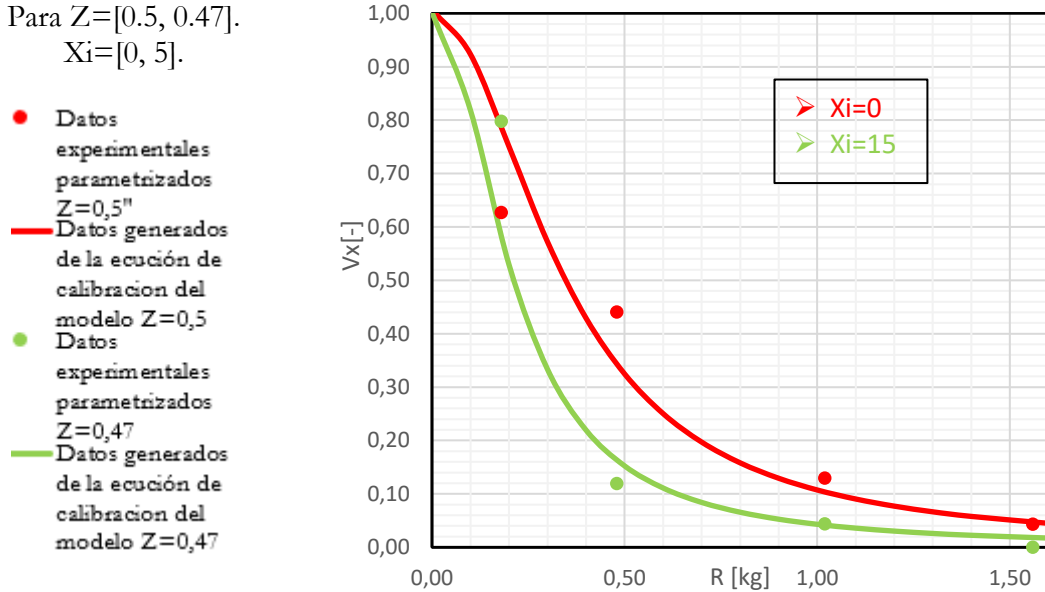 Para Z=[0.5, 0.47].
Xi=[0, 5].
Datos
experimentales
parametrizados
Z=0,5"
Datos generados
de la ecución de
calibracion del
modelo Z=0,5
Datos
experimentales
parametrizados
Z=0,47
Datos generados
de la ecución de
calibracion del
modelo Z=0,47
1,00
0,90
0,80
0,70
0,60
0,50
0,40
0,30
0,20
0,10
0,00
Vx[-]
➢ Xi=0
➢ Xi=15
0,00
0,50
R [kg]
1,00
1,50